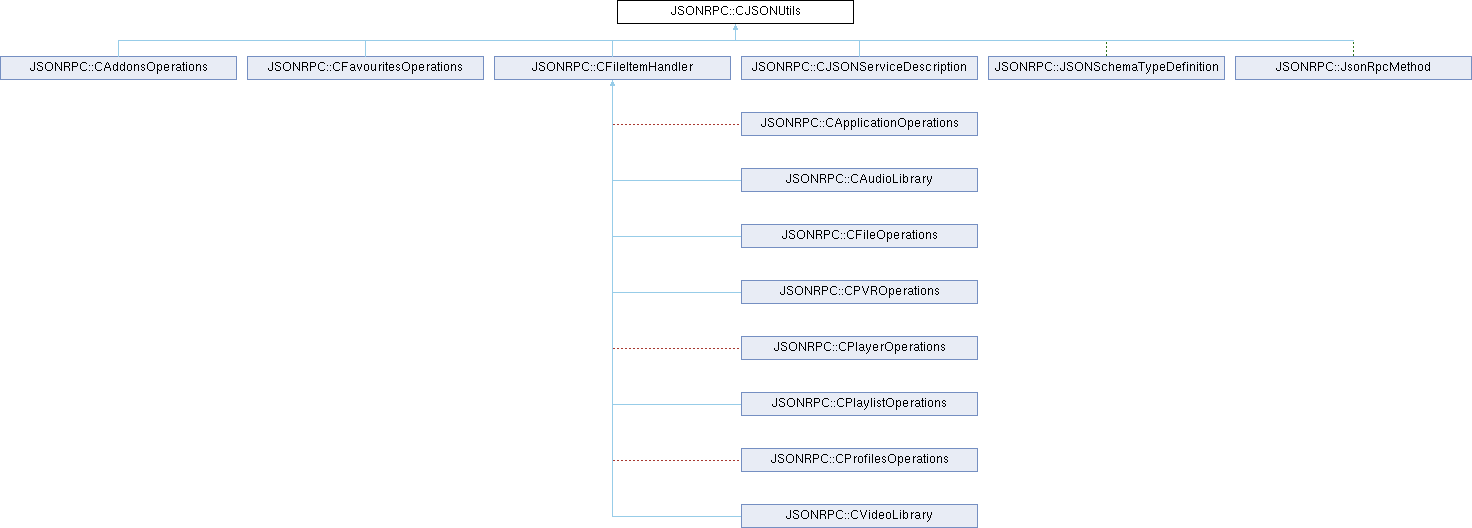 JSONRPC::CJSONUtils
JSONRPC::CAddonsOperations
JSONRPC::CFavouritesOperations
JSONRPC::CFileItemHandler
JSONRPC::CJSONServiceDescription
JSONRPC::JSONSchemaTypeDefinition
JSONRPC::JsonRpcMethod
JSONRPC::CApplicationOperations
JSONRPC::CAudioLibrary
JSONRPC::CFileOperations
JSONRPC::CPVROperations
JSONRPC::CPlayerOperations
JSONRPC::CPlaylistOperations
JSONRPC::CProfilesOperations
JSONRPC::CVideoLibrary